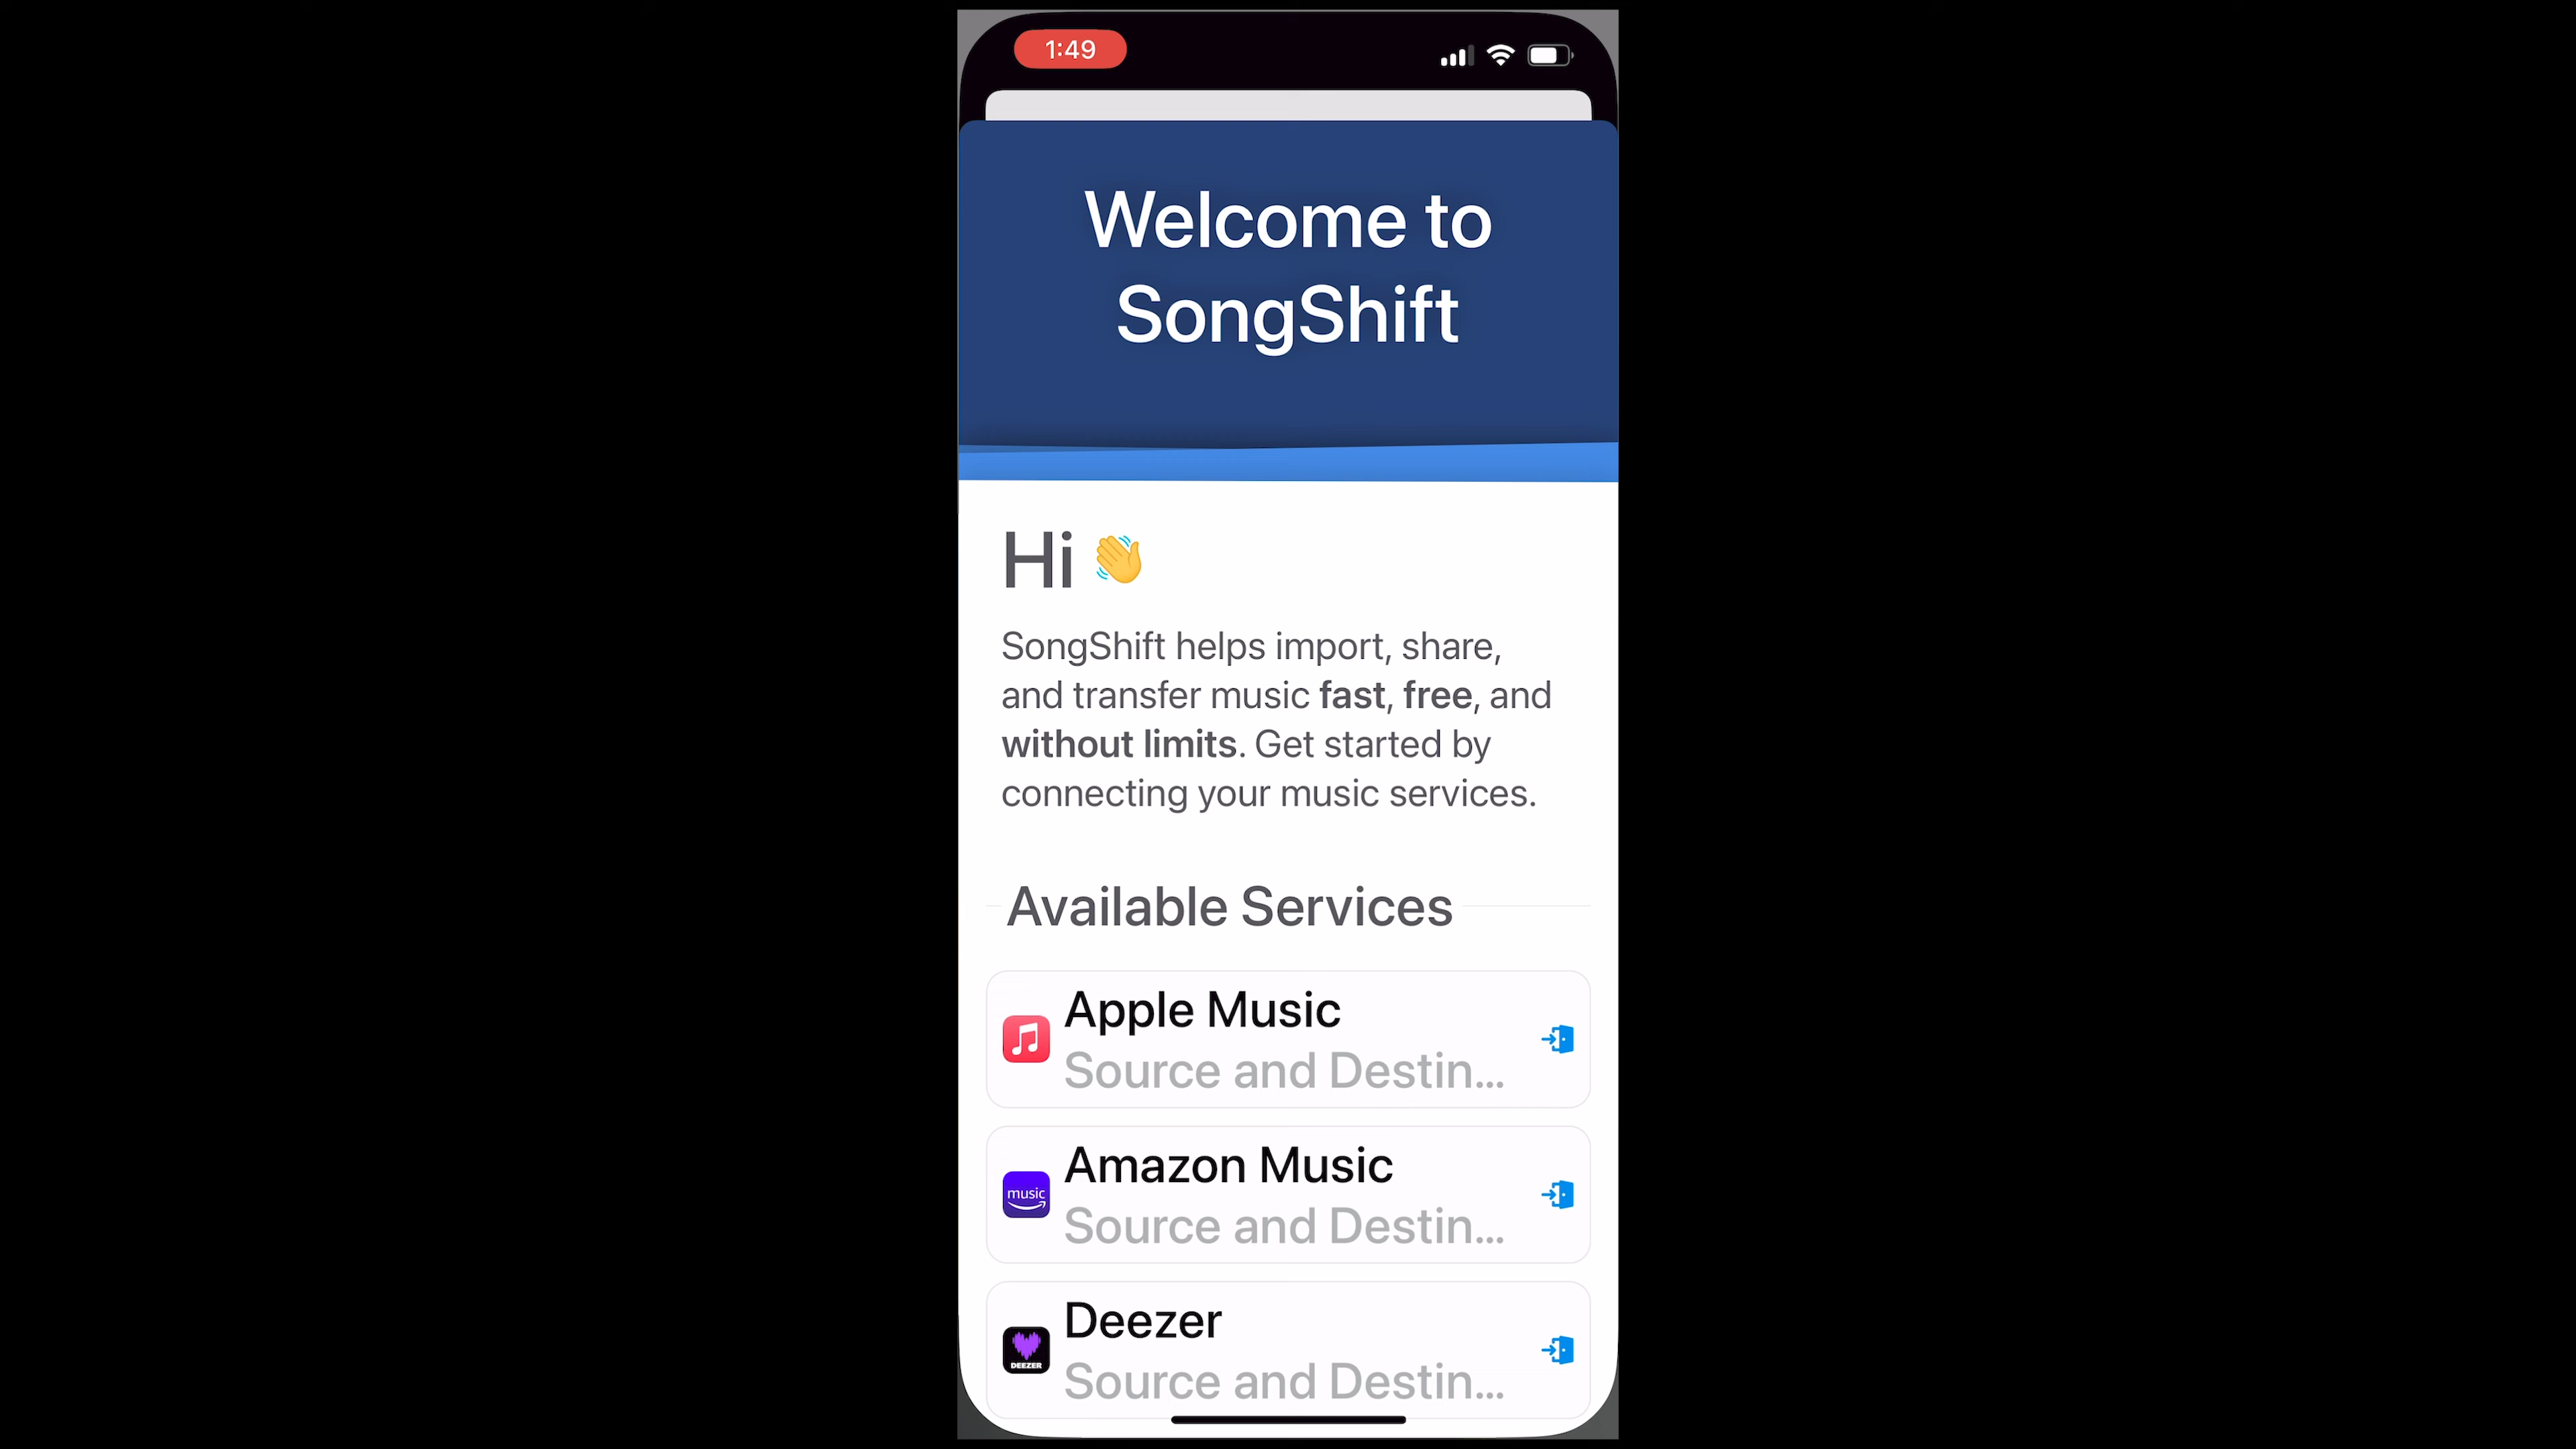 1:49
Welcome to
SongShift
Hi 👋
SongShift helps import, share,
and transfer music fast, free, and
without limits. Get started by
connecting your music services.
Available Services
Apple Music
Source and Destin...
music
Amazon Music
Source and Destin...
DEEZER
Deezer
Source and Destin...